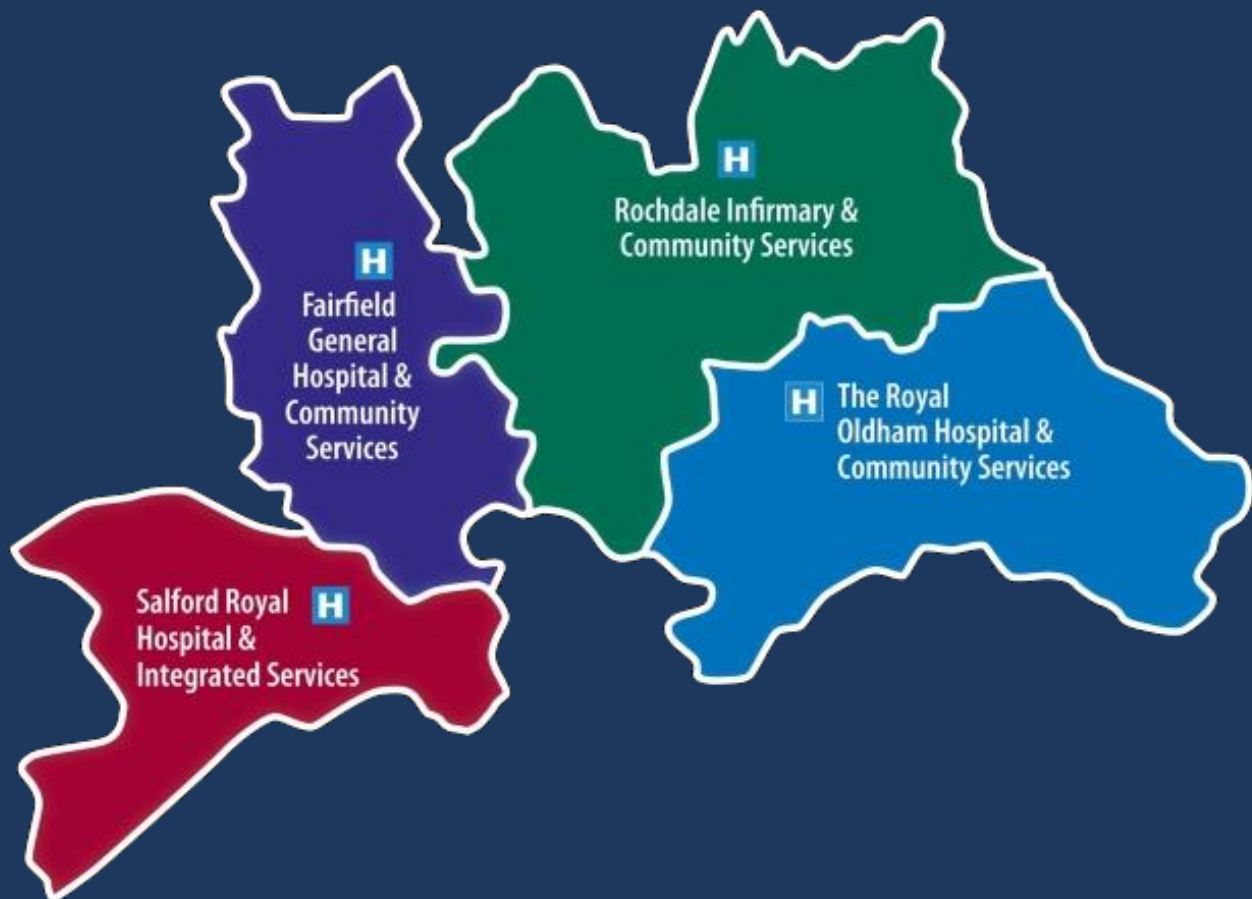 H
Rochdale Infirmary &
Community Services
H
Fairfield
General
Hospital &
Community
Services
H
The Royal
Oldham Hospital &
Community Services
H
Salford Royal
Hospital &
Integrated Services